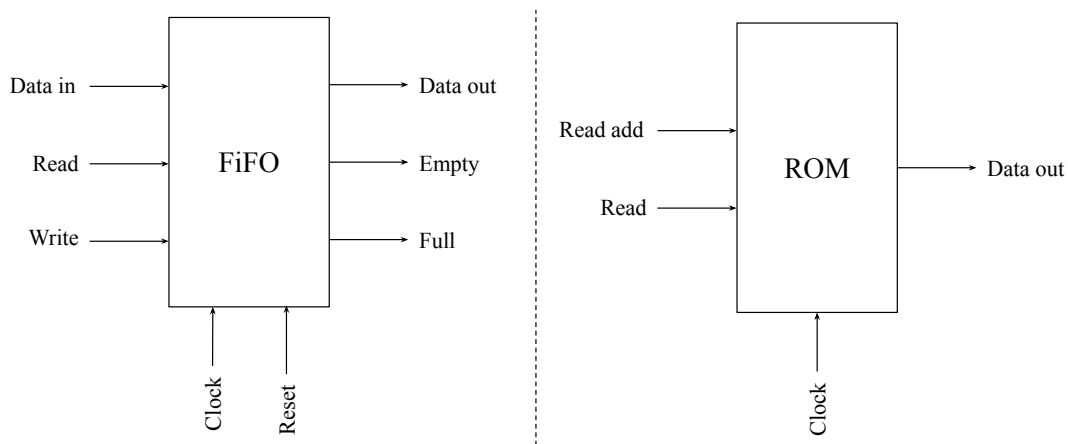 Data in
Read
Write
FiFO
Data out
Empty
Full
Clock
Reset
Read add
Read
ROM
Data out
Clock